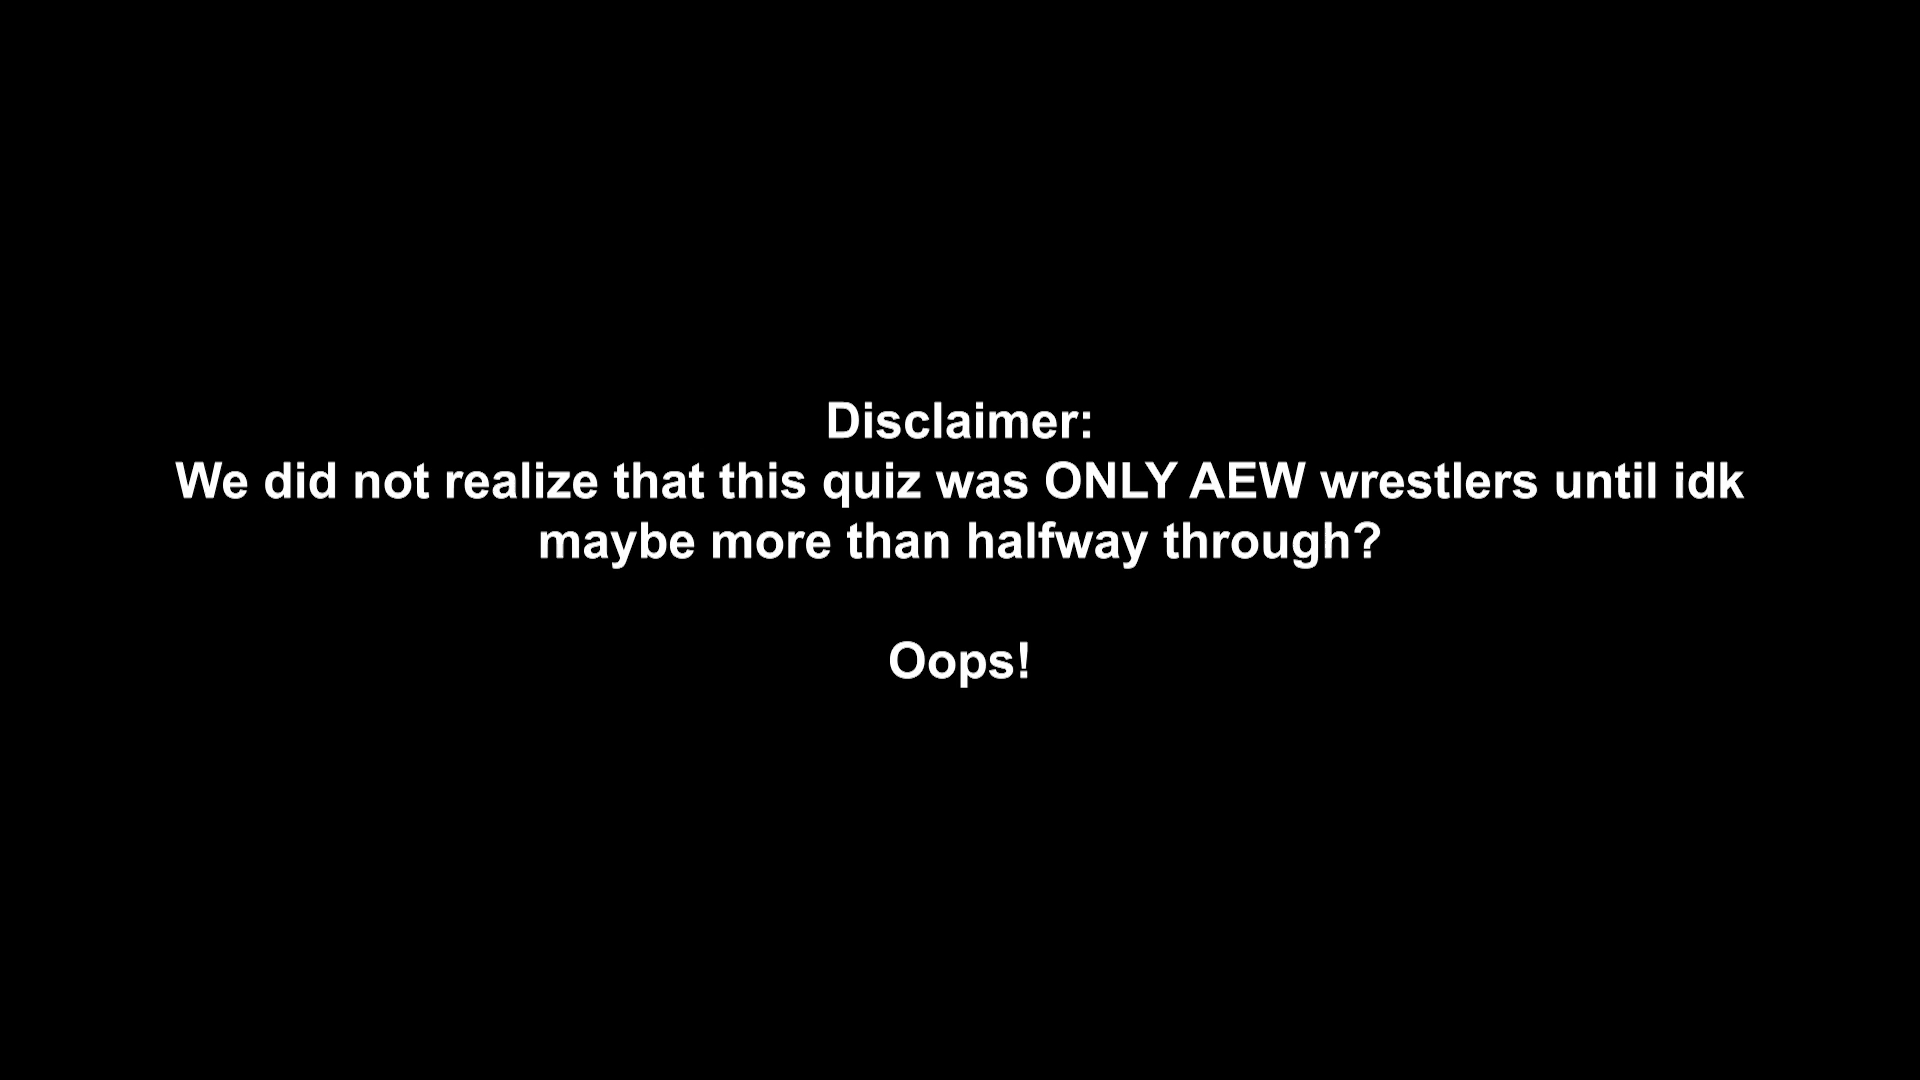 Disclaimer:
We did not realize that this quiz was ONLY AEW wrestlers until idk
maybe more than halfway through?
Oops!